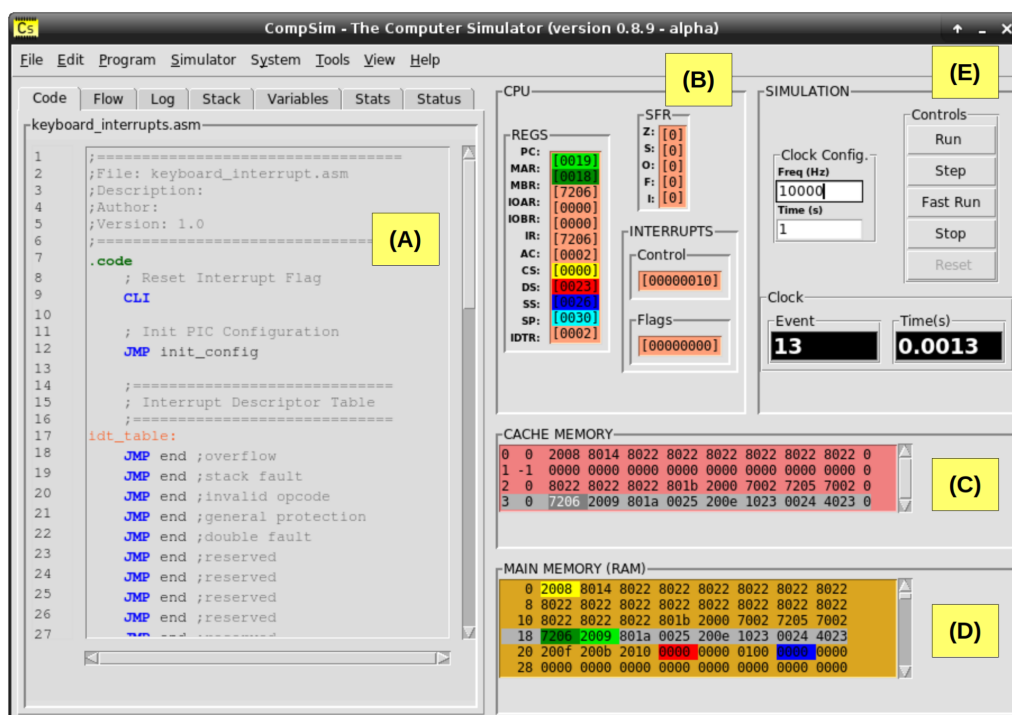 Cs
CompSim - The Computer Simulator (version 0.8.9 - alpha)
File Edit Program Simulator System Tools View Help
Code Flow Log Stack Variables Stats Status
keyboard_interrupts.asm
1 ;===================================
2 ;File: keyboard_interrupt.asm
3 ;Description:
4 ;Author:
5 ;Version: 1.0
6 ;================================
7 .code
8 ; Reset Interrupt Flag
9 CLI
10
11 ; Init PIC Configuration
12 JMP init_config
13
14 ;=============================
15 ; Interrupt Descriptor Table
16 ;=============================
17 idt_table:
18 JMP end ;overflow
19 JMP end ;stack fault
20 JMP end ;invalid opcode
21 JMP end ;general protection
22 JMP end ;double fault
23 JMP end ;reserved
24 JMP end ;reserved
25 JMP end ;reserved
26 JMP end ;reserved
27
(A)
CPU
(B)
REGS
PC: [0019]
MAR: [0018]
MBR: [7206]
IOAR: [0000]
IOBR: [0000]
IR: [7206]
AC: [0002]
CS: [0000]
DS: [0023]
SS: [0026]
SP: [0030]
IDTR: [0002]
SFR
Z: [0]
S: [0]
O: [0]
F: [0]
I: [0]
INTERRUPTS
Control
[00000010]
Flags
[00000000]
SIMULATION
(E)
Clock Config.
Freq (Hz)
10000
Time (s)
1
Controls
Run
Step
Fast Run
Stop
Reset
Clock
Event
13
Time(s)
0.0013
CACHE MEMORY
0 0 2008 8014 8022 8022 8022 8022 8022 8022 0
1 -1 0000 0000 0000 0000 0000 0000 0000 0000 0
2 0 8022 8022 8022 801b 2000 7002 7205 7002 0
3 0 7206 2009 801a 0025 200e 1023 0024 4023 0
(C)
MAIN MEMORY (RAM)
0 2008 8014 8022 8022 8022 8022 8022 8022
8 8022 8022 8022 8022 8022 8022 8022 8022
10 8022 8022 8022 801b 2000 7002 7205 7002
18 7206 2009 801a 0025 200e 1023 0024 4023
20 200f 200b 2010 0000 0000 0100 0000 0000
28 0000 0000 0000 0000 0000 0000 0000 0000
(D)